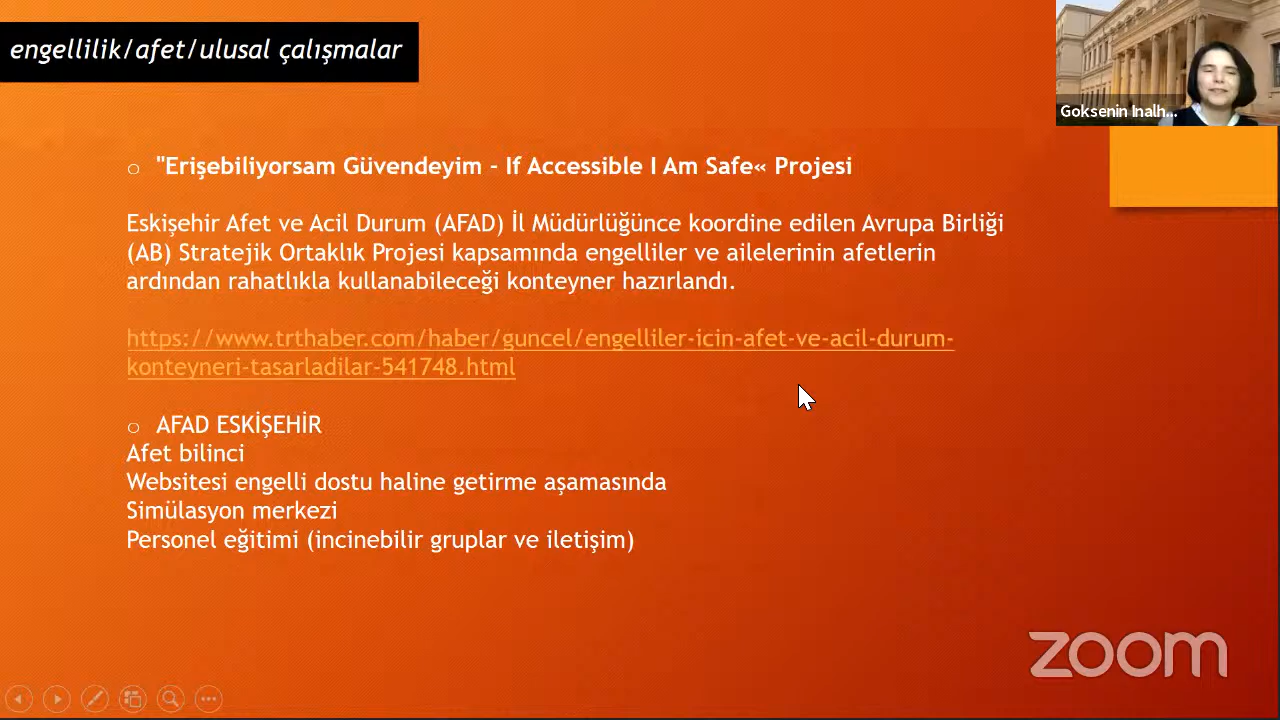 engellilik/afet/ulusal çalışmalar
Goksenin Inalh...
"Erişebiliyorsam Güvendeyim - If Accessible I Am Safe« Projesi
Eskişehir Afet ve Acil Durum (AFAD) İl Müdürlüğünce koordine edilen Avrupa Birliği
(AB) Stratejik Ortaklık Projesi kapsamında engelliler ve ailelerinin afetlerin
ardından rahatlıkla kullanabileceği konteyner hazırlandı.
https://www.trthaber.com/haber/guncel/engelliler-icin-afet-ve-acil-durum-
konteyneri-tasarladilar-541748.html
AFAD ESKİŞEHİR
Afet bilinci
Websitesi engelli dostu haline getirme aşamasında
Simülasyon merkezi
Personel eğitimi (incinebilir gruplar ve iletişim)
zoom